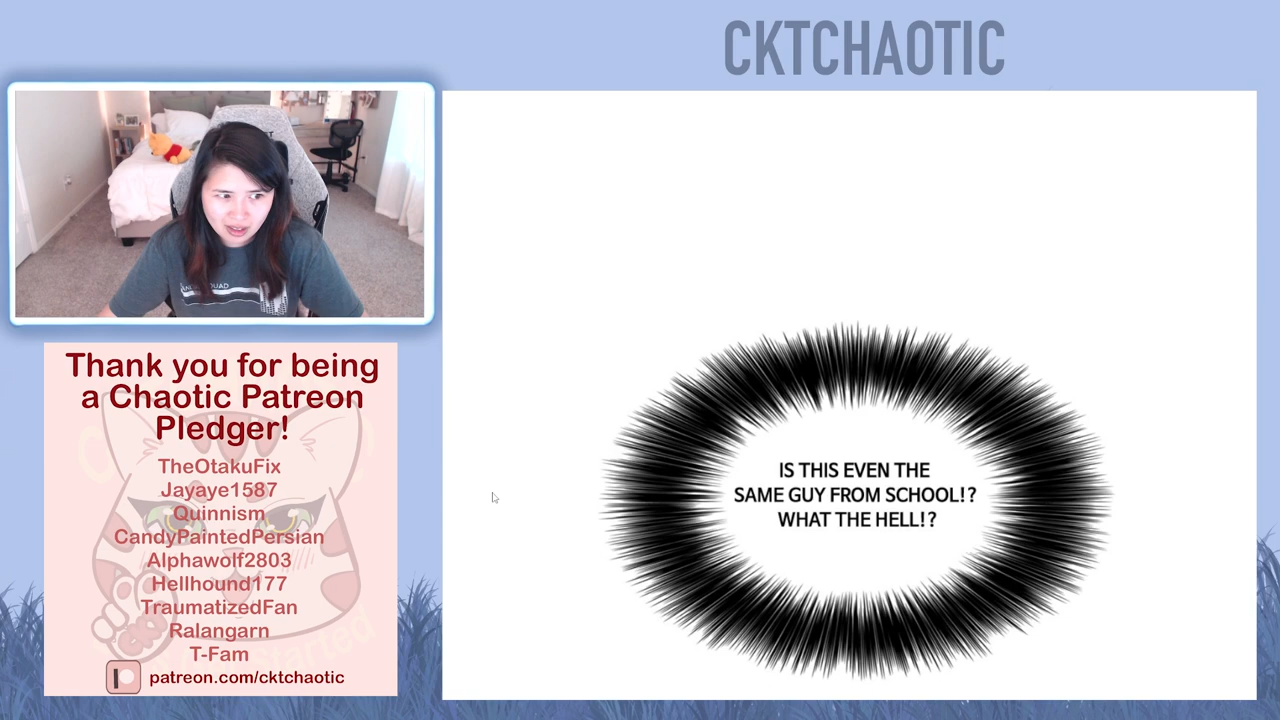 CKTCHAOTIC
Thank you for being
a Chaotic Patreon
Pledger!
TheOtakuFix
Jayaye1587
Quinnism
CandyPaintedPersian
Alphawolf2803
Hellhound177
TraumatizedFan
Ralangarn
T-Fam
patreon.com/cktchaotic
IS THIS EVEN THE
SAME GUY FROM SCHOOL!?
WHAT THE HELL!?